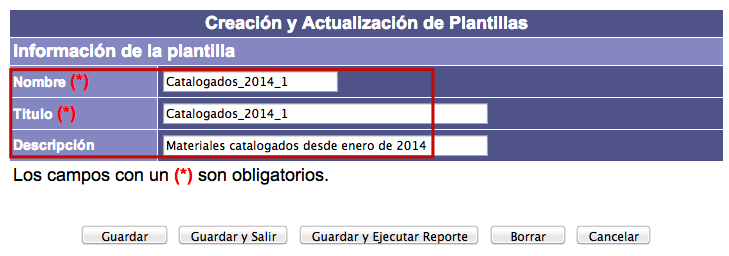 Creación y Actualización de Plantillas
Información de la plantilla
Nombre (*) Catalogados_2014_1
Titulo (*) Catalogados_2014_1
Descripción Materiales catalogados desde enero de 2014
Los campos con un (*) son obligatorios.
Guardar Guardar y Salir Guardar y Ejecutar Reporte Borrar Cancelar